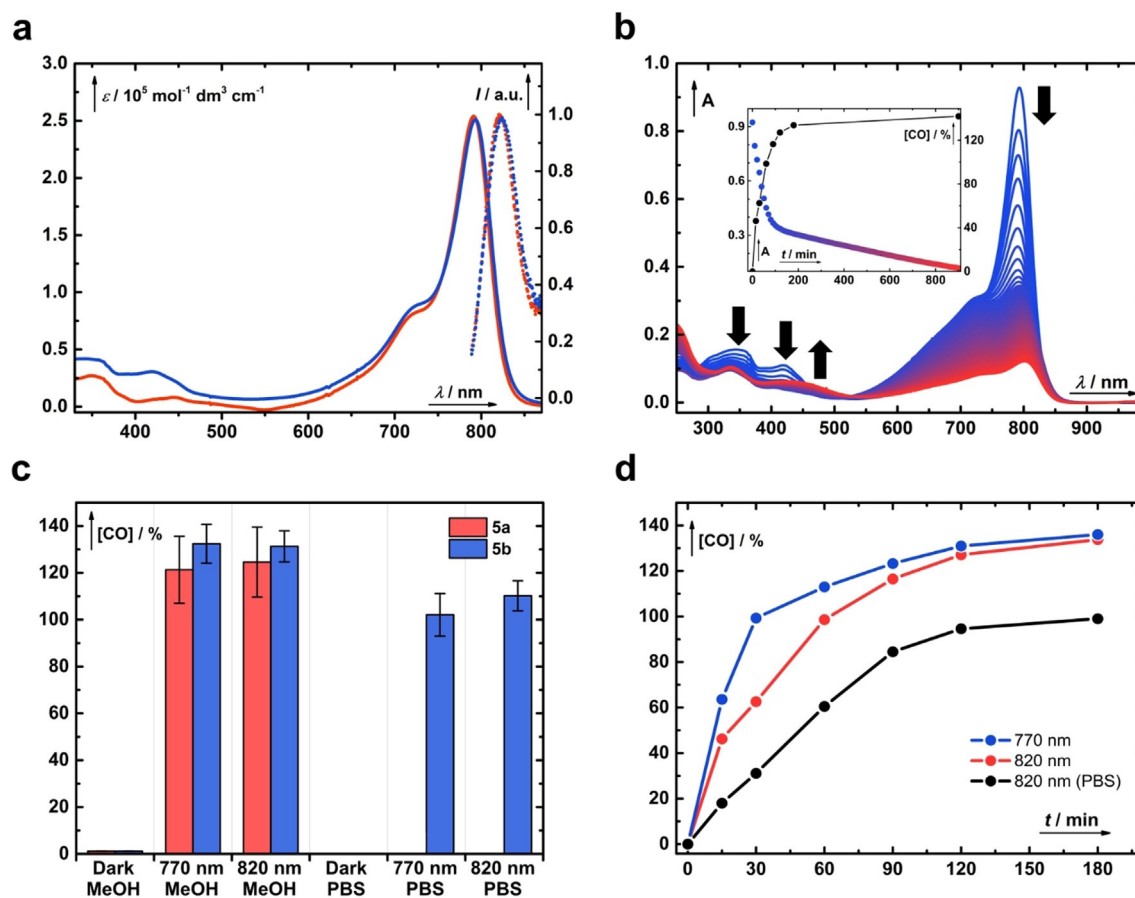 a
ε / 10⁵ mol⁻¹ dm³ cm⁻¹
I / a.u.
3.0
2.5
2.0
1.5
1.0
0.5
0.0
1.0
0.8
0.6
0.4
0.2
0.0
λ / nm
400 500 600 700 800
b
A
1.0
0.8
0.6
0.4
0.2
0.0
0.9
0.6
0.3
[CO] / %
120
80
40
0
A
t / min
0 200 400 600 800
λ / nm
300 400 500 600 700 800 900
c
[CO] / %
140
120
100
80
60
40
20
0
5a
5b
Dark 770 nm 820 nm Dark 770 nm 820 nm
MeOH MeOH MeOH PBS PBS PBS
d
[CO] / %
140
120
100
80
60
40
20
0
770 nm
820 nm
820 nm (PBS)
t / min
0 30 60 90 120 150 180